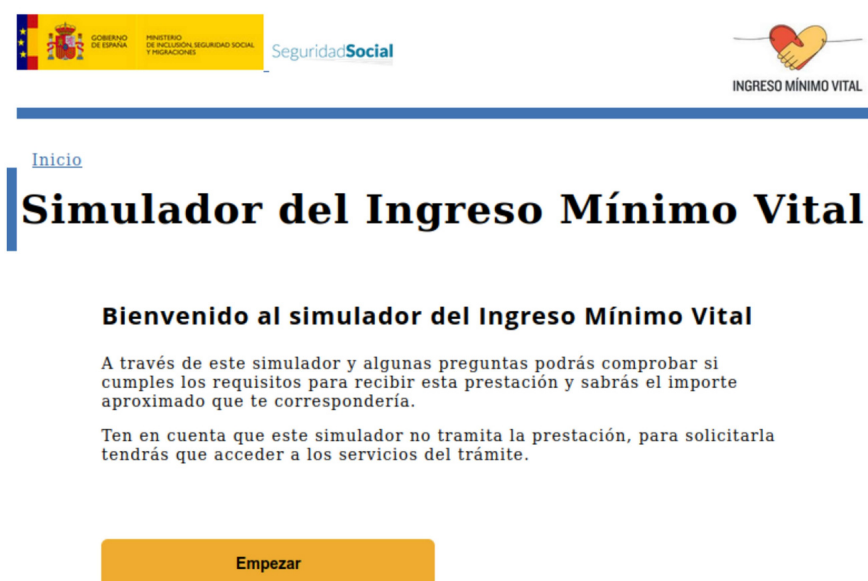 GOBIERNO
DE ESPAÑA
MINISTERIO
DE INCLUSIÓN, SEGURIDAD SOCIAL
Y MIGRACIONES
SeguridadSocial
INGRESO MÍNIMO VITAL
Inicio
Simulador del Ingreso Mínimo Vital
Bienvenido al simulador del Ingreso Mínimo Vital
A través de este simulador y algunas preguntas podrás comprobar si
cumples los requisitos para recibir esta prestación y sabrás el importe
aproximado que te correspondería.
Ten en cuenta que este simulador no tramita la prestación, para solicitarla
tendrás que acceder a los servicios del trámite.
Empezar